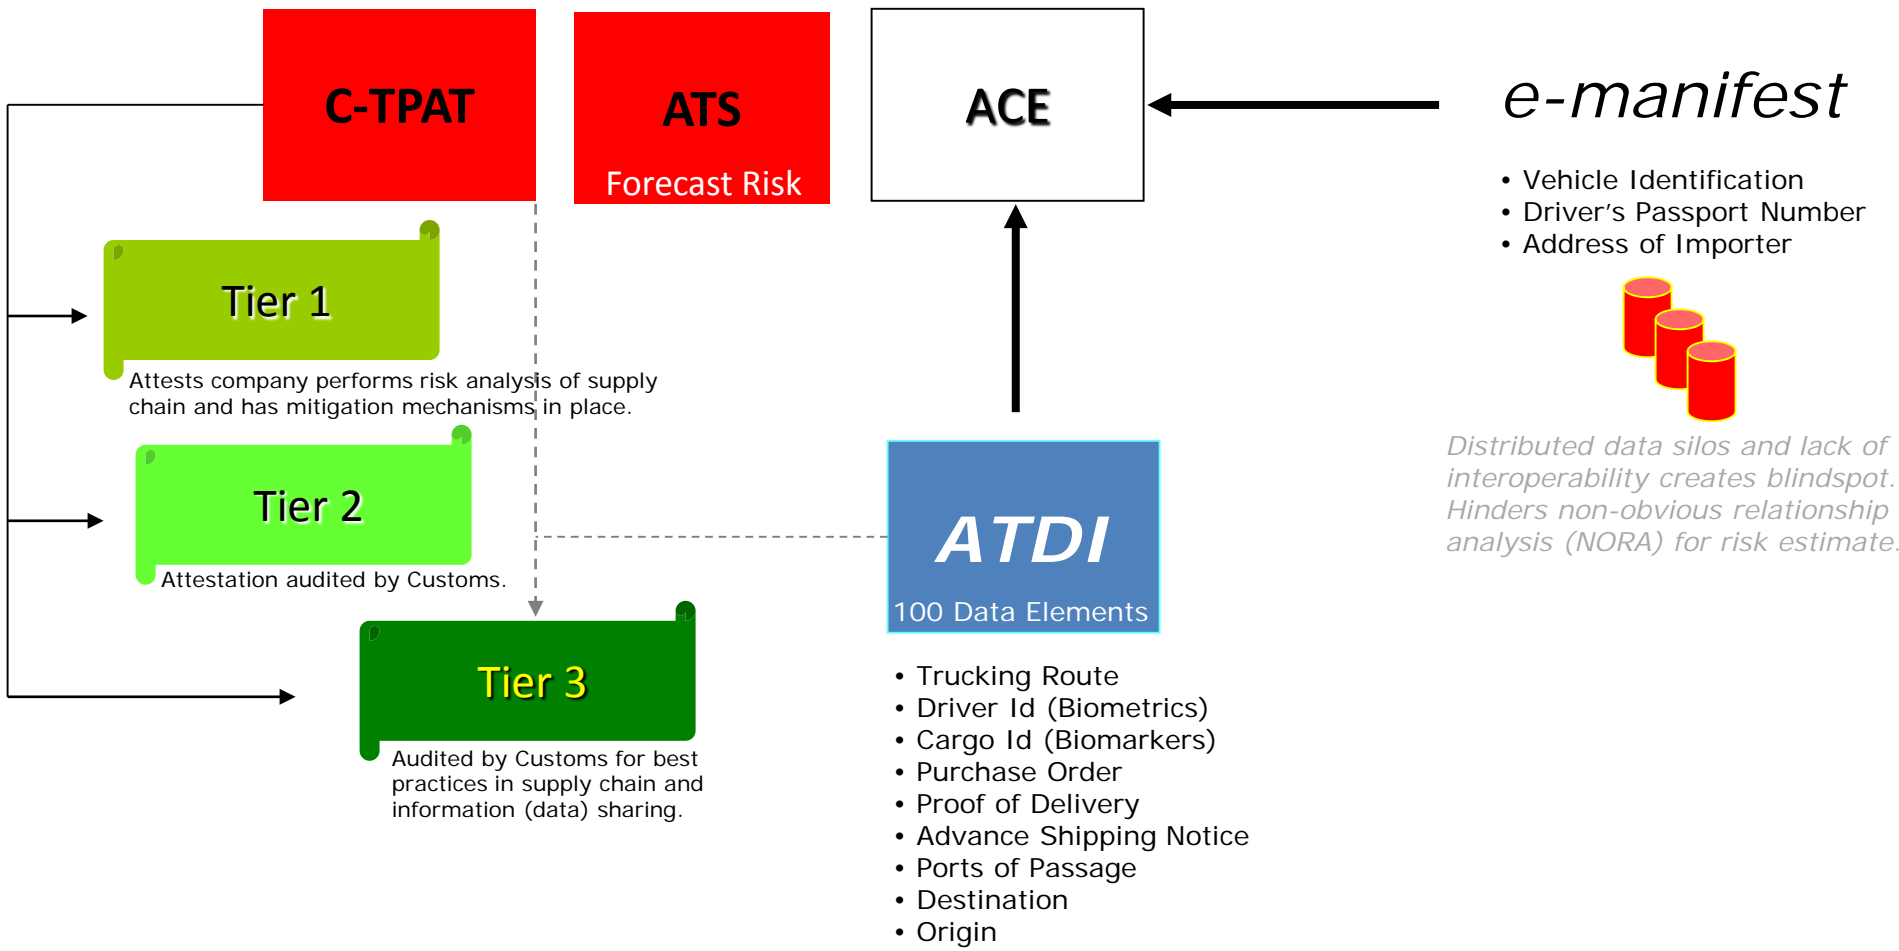 C-TPAT
ATS
Forecast Risk
ACE
e-manifest
• Vehicle Identification
• Driver's Passport Number
• Address of Importer
Tier 1
Attests company performs risk analysis of supply
chain and has mitigation mechanisms in place.
Tier 2
Attestation audited by Customs.
Tier 3
Audited by Customs for best
practices in supply chain and
information (data) sharing.
ATDI
100 Data Elements
• Trucking Route
• Driver Id (Biometrics)
• Cargo Id (Biomarkers)
• Purchase Order
• Proof of Delivery
• Advance Shipping Notice
• Ports of Passage
• Destination
• Origin
Distributed data silos and lack of
interoperability creates blindspot.
Hinders non-obvious relationship
analysis (NORA) for risk estimate.